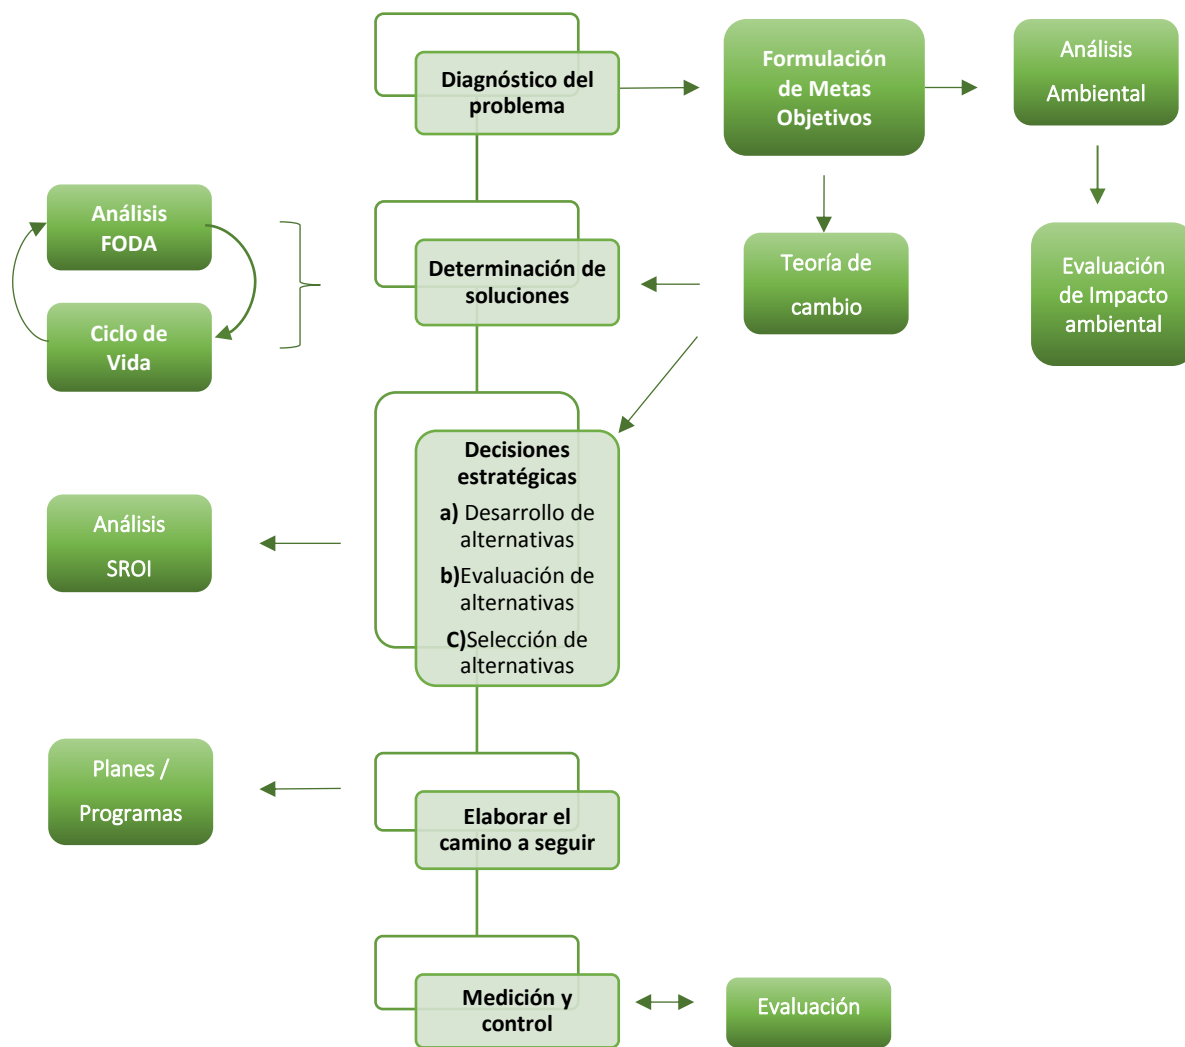 Diagnóstico del
problema
Formulación
de Metas
Objetivos
Análisis
Ambiental
Análisis
FODA
Ciclo de
Vida
Determinación de
soluciones
Teoría de
cambio
Evaluación
de Impacto
ambiental
Decisiones
estratégicas
a) Desarrollo de
alternativas
b)Evaluación de
alternativas
C)Selección de
alternativas
Análisis
SROI
Planes /
Programas
Elaborar el
camino a seguir
Medición y
control
Evaluación